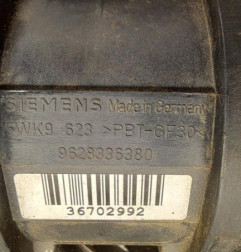 SIEMENS Made in Germany
5WK9 623 >PBT-GF30<
9628336380
36702992